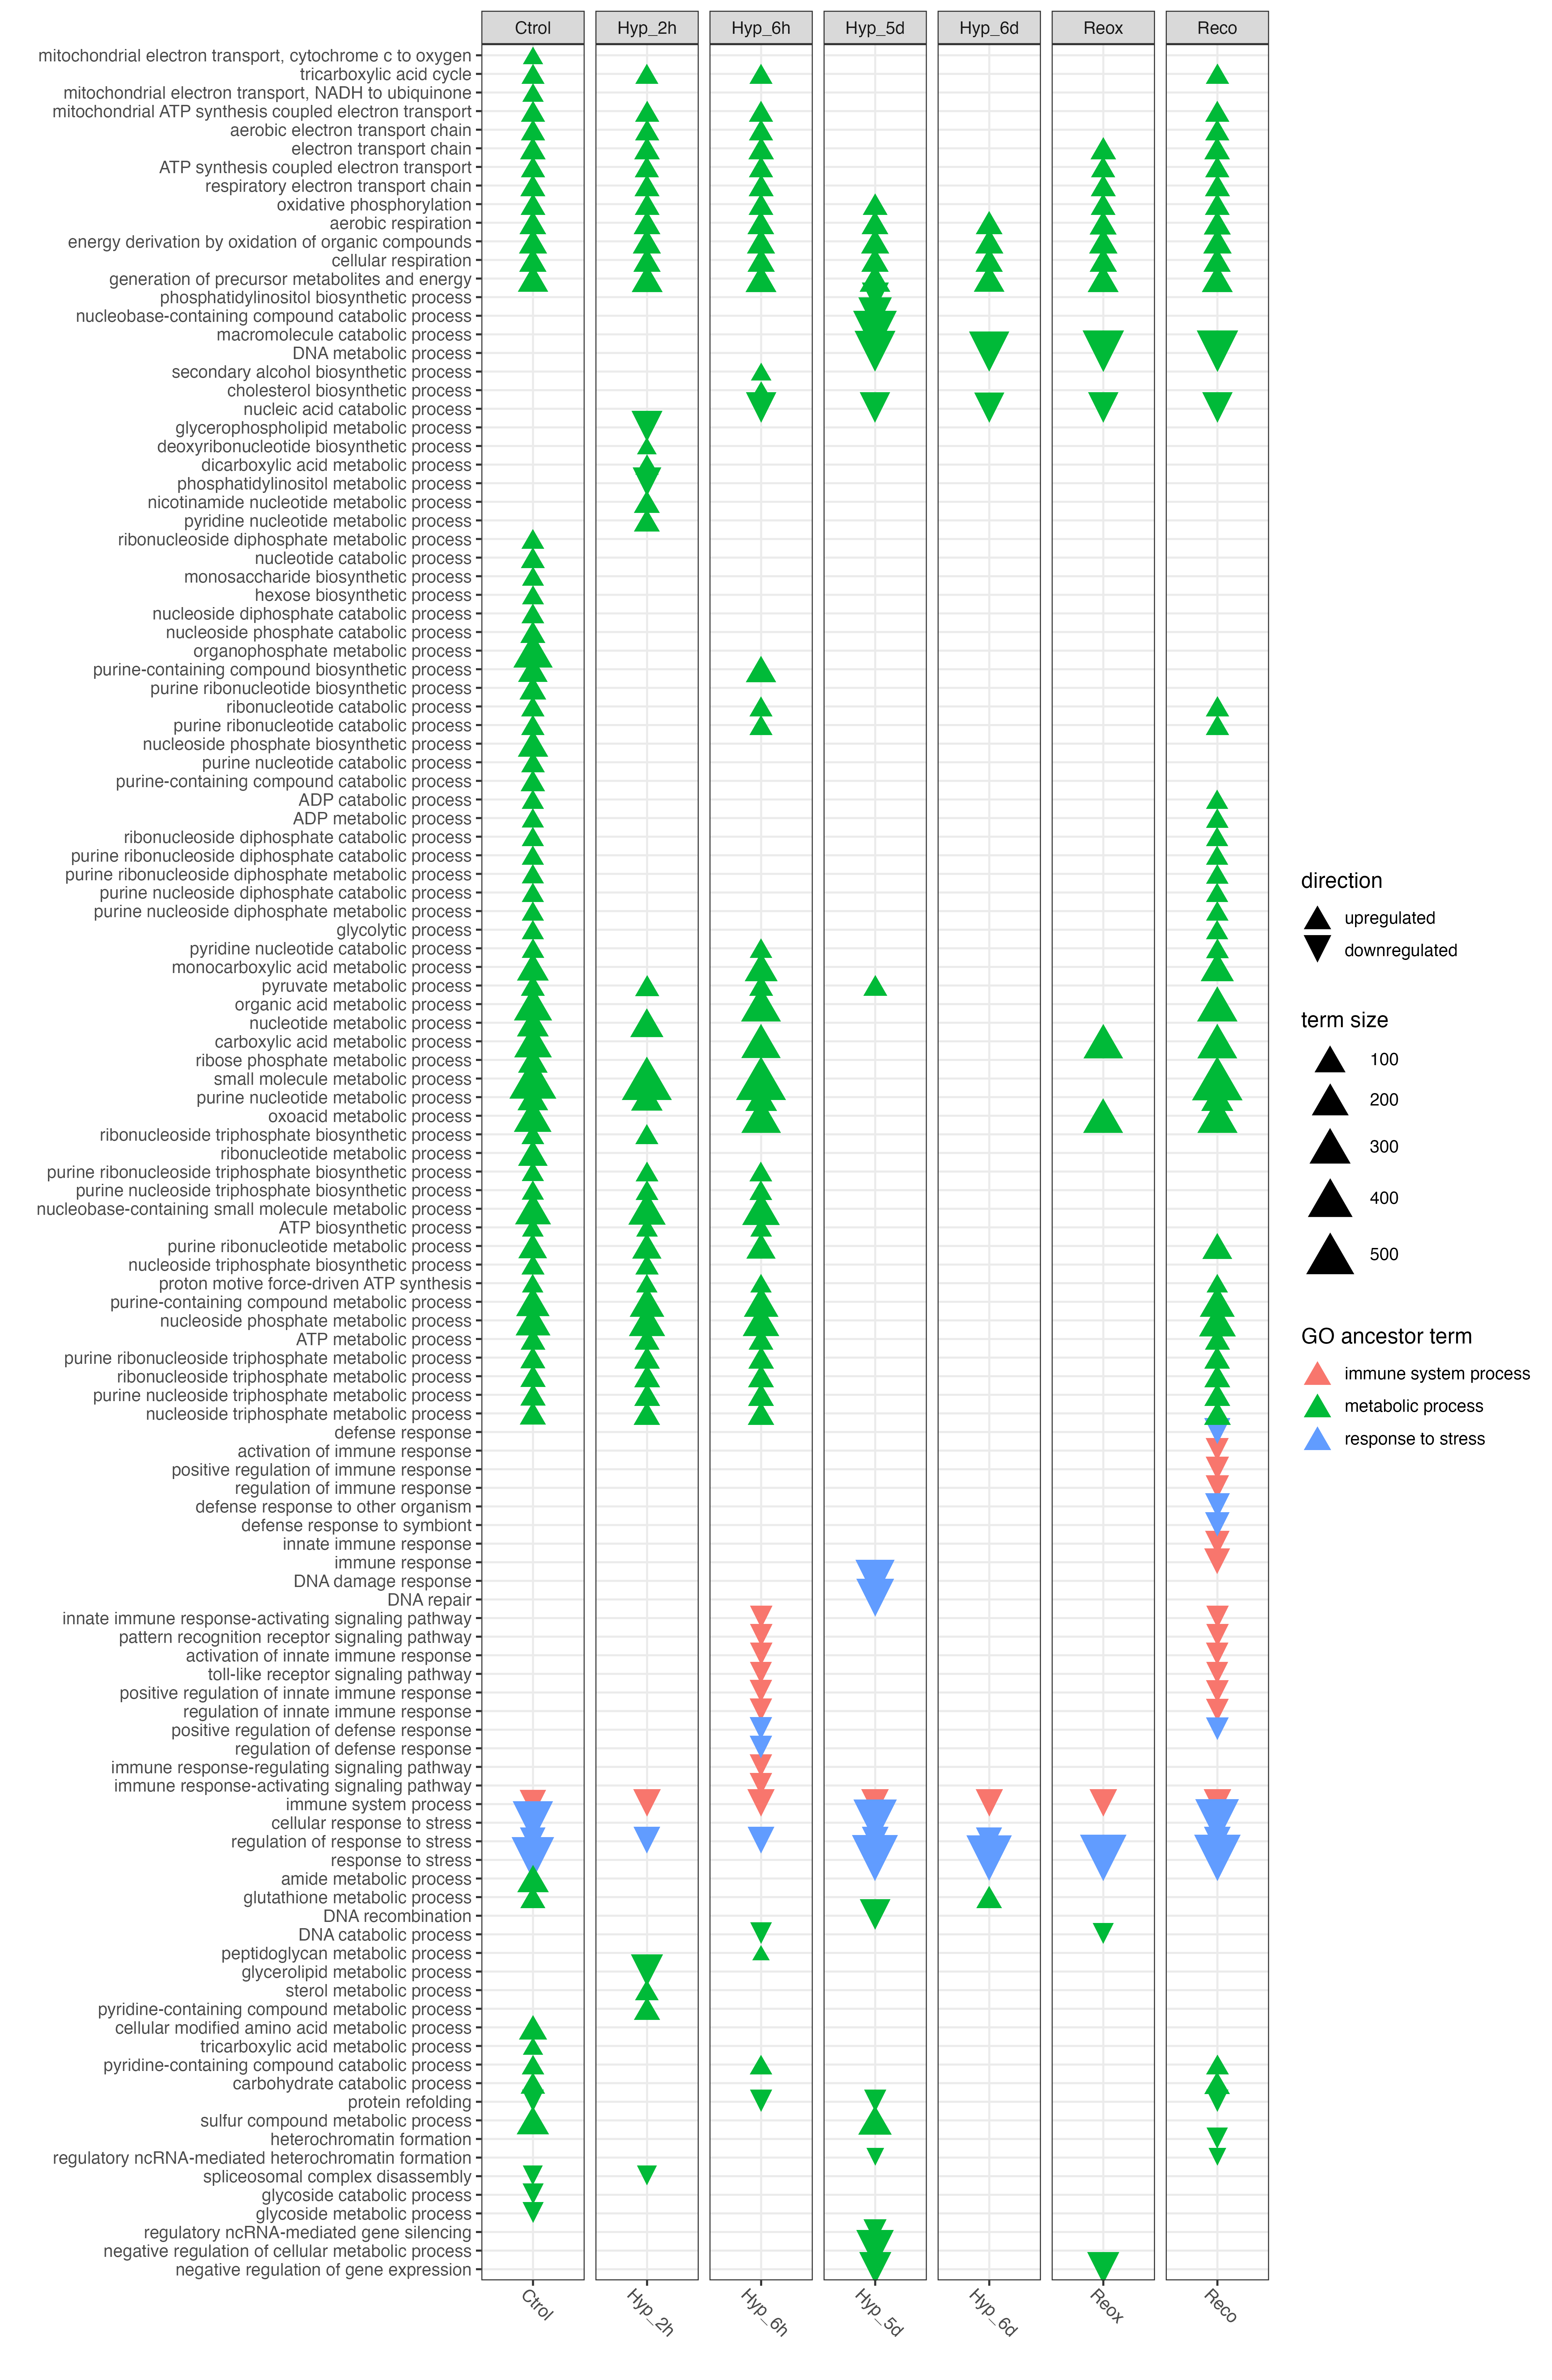 Ctrol Hyp_2h Hyp_6h Hyp_5d Hyp_6d Reox Reco
mitochondrial electron transport, cytochrome c to oxygen
tricarboxylic acid cycle
mitochondrial electron transport, NADH to ubiquinone
mitochondrial ATP synthesis coupled electron transport
aerobic electron transport chain
electron transport chain
ATP synthesis coupled electron transport
respiratory electron transport chain
oxidative phosphorylation
aerobic respiration
energy derivation by oxidation of organic compounds
cellular respiration
generation of precursor metabolites and energy
phosphatidylinositol biosynthetic process
nucleobase-containing compound catabolic process
macromolecule catabolic process
DNA metabolic process
secondary alcohol biosynthetic process
cholesterol biosynthetic process
nucleic acid catabolic process
glycerophospholipid metabolic process
deoxyribonucleotide biosynthetic process
dicarboxylic acid metabolic process
phosphatidylinositol metabolic process
nicotinamide nucleotide metabolic process
pyridine nucleotide metabolic process
ribonucleoside diphosphate metabolic process
nucleotide catabolic process
monosaccharide biosynthetic process
hexose biosynthetic process
nucleoside diphosphate catabolic process
nucleoside phosphate catabolic process
organophosphate metabolic process
purine-containing compound biosynthetic process
purine ribonucleotide biosynthetic process
ribonucleotide catabolic process
purine ribonucleotide catabolic process
nucleoside phosphate biosynthetic process
purine nucleotide catabolic process
purine-containing compound catabolic process
ADP catabolic process
ADP metabolic process
ribonucleoside diphosphate catabolic process
purine ribonucleoside diphosphate catabolic process
purine ribonucleoside diphosphate metabolic process
purine nucleoside diphosphate catabolic process
purine nucleoside diphosphate metabolic process
glycolytic process
pyridine nucleotide catabolic process
monocarboxylic acid metabolic process
pyruvate metabolic process
organic acid metabolic process
nucleotide metabolic process
carboxylic acid metabolic process
ribose phosphate metabolic process
small molecule metabolic process
purine nucleotide metabolic process
oxoacid metabolic process
ribonucleoside triphosphate biosynthetic process
ribonucleotide metabolic process
purine ribonucleoside triphosphate biosynthetic process
purine nucleoside triphosphate biosynthetic process
nucleobase-containing small molecule metabolic process
ATP biosynthetic process
purine ribonucleotide metabolic process
nucleoside triphosphate biosynthetic process
proton motive force-driven ATP synthesis
purine-containing compound metabolic process
nucleoside phosphate metabolic process
ATP metabolic process
purine ribonucleoside triphosphate metabolic process
ribonucleoside triphosphate metabolic process
purine nucleoside triphosphate metabolic process
nucleoside triphosphate metabolic process
defense response
activation of immune response
positive regulation of immune response
regulation of immune response
defense response to other organism
defense response to symbiont
innate immune response
immune response
DNA damage response
DNA repair
innate immune response-activating signaling pathway
pattern recognition receptor signaling pathway
activation of innate immune response
toll-like receptor signaling pathway
positive regulation of innate immune response
regulation of innate immune response
positive regulation of defense response
regulation of defense response
immune response-regulating signaling pathway
immune response-activating signaling pathway
immune system process
cellular response to stress
regulation of response to stress
response to stress
amide metabolic process
glutathione metabolic process
DNA recombination
DNA catabolic process
peptidoglycan metabolic process
glycerolipid metabolic process
sterol metabolic process
pyridine-containing compound metabolic process
cellular modified amino acid metabolic process
tricarboxylic acid metabolic process
pyridine-containing compound catabolic process
carbohydrate catabolic process
protein refolding
sulfur compound metabolic process
heterochromatin formation
regulatory ncRNA-mediated heterochromatin formation
spliceosomal complex disassembly
glycoside catabolic process
glycoside metabolic process
regulatory ncRNA-mediated gene silencing
negative regulation of cellular metabolic process
negative regulation of gene expression
Ctrol Hyp_2h Hyp_6h Hyp_5d Hyp_6d Reox Reco
direction
upregulated
downregulated
term size
100
200
300
400
500
GO ancestor term
immune system process
metabolic process
response to stress